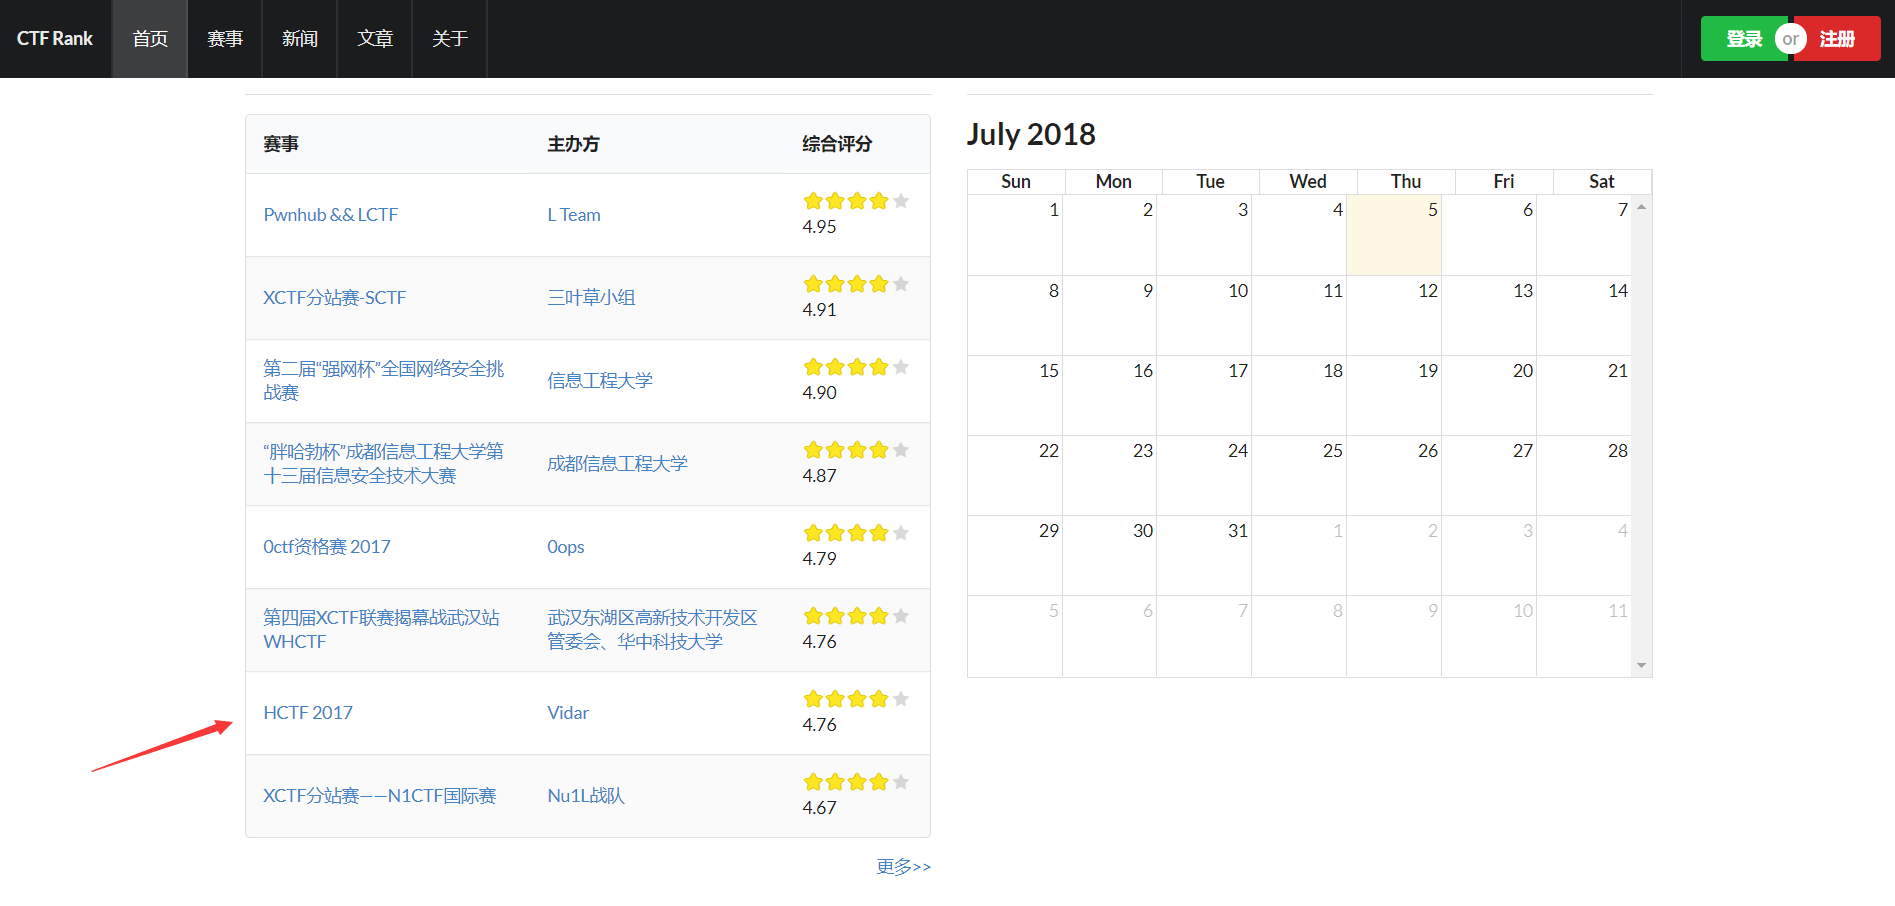 CTF Rank 首页 赛事 新闻 文章 关于 登录 or 注册
赛事 主办方 综合评分
Pwnhub && LCTF L Team 4.95
XCTF分站赛-SCTF 三叶草小组 4.91
第二届“强网杯”全国网络安全挑
战赛
信息工程大学 4.90
“胖哈勃杯”成都信息工程大学第
十三届信息安全技术大赛
成都信息工程大学 4.87
0ctf资格赛 2017 0ops 4.79
第四届XCTF联赛揭幕战武汉站
WHCTF
武汉东湖区高新技术开发区
管委会、华中科技大学
4.76
HCTF 2017 Vidar 4.76
XCTF分站赛——N1CTF国际赛 Nu1L战队 4.67
更多>>
July 2018
Sun Mon Tue Wed Thu Fri Sat
1 2 3 4 5 6 7
8 9 10 11 12 13 14
15 16 17 18 19 20 21
22 23 24 25 26 27 28
29 30 31 1 2 3 4
5 6 7 8 9 10 11